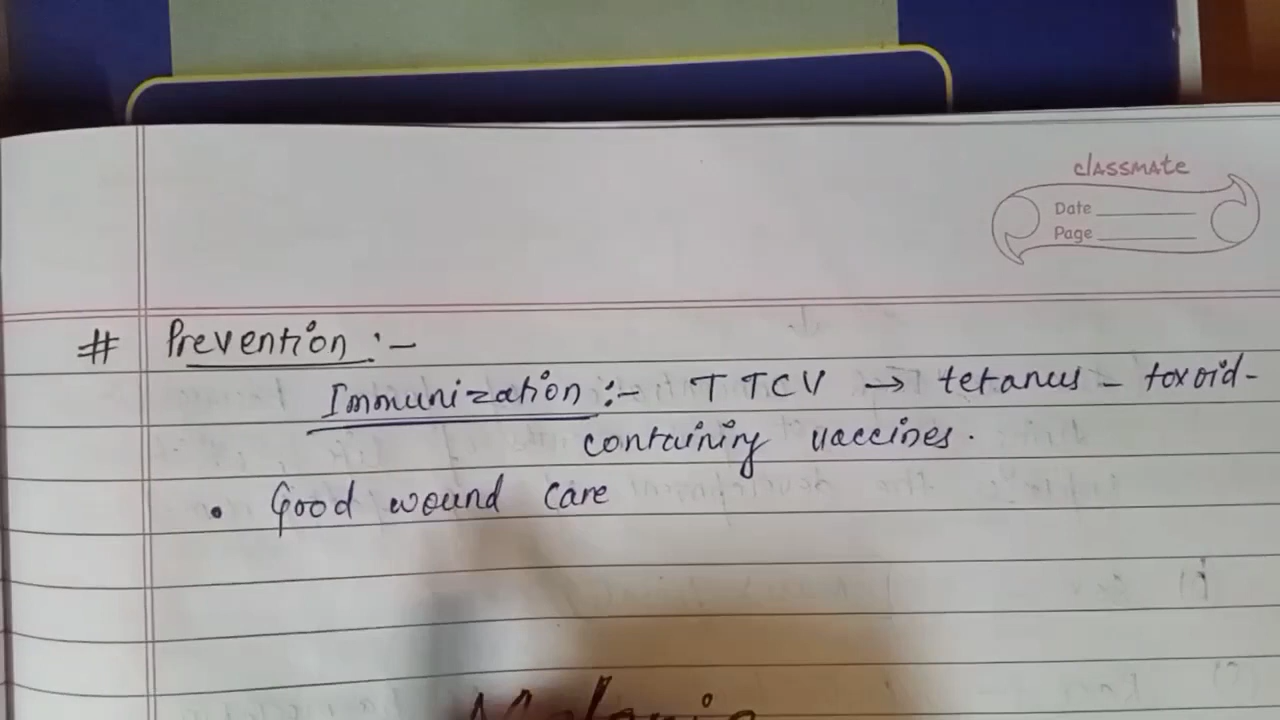 classmate
Date
Page
# Prevention :-
Immunization :- TTCV → tetanus - toxoid-
containing vaccines.
• Good wound care